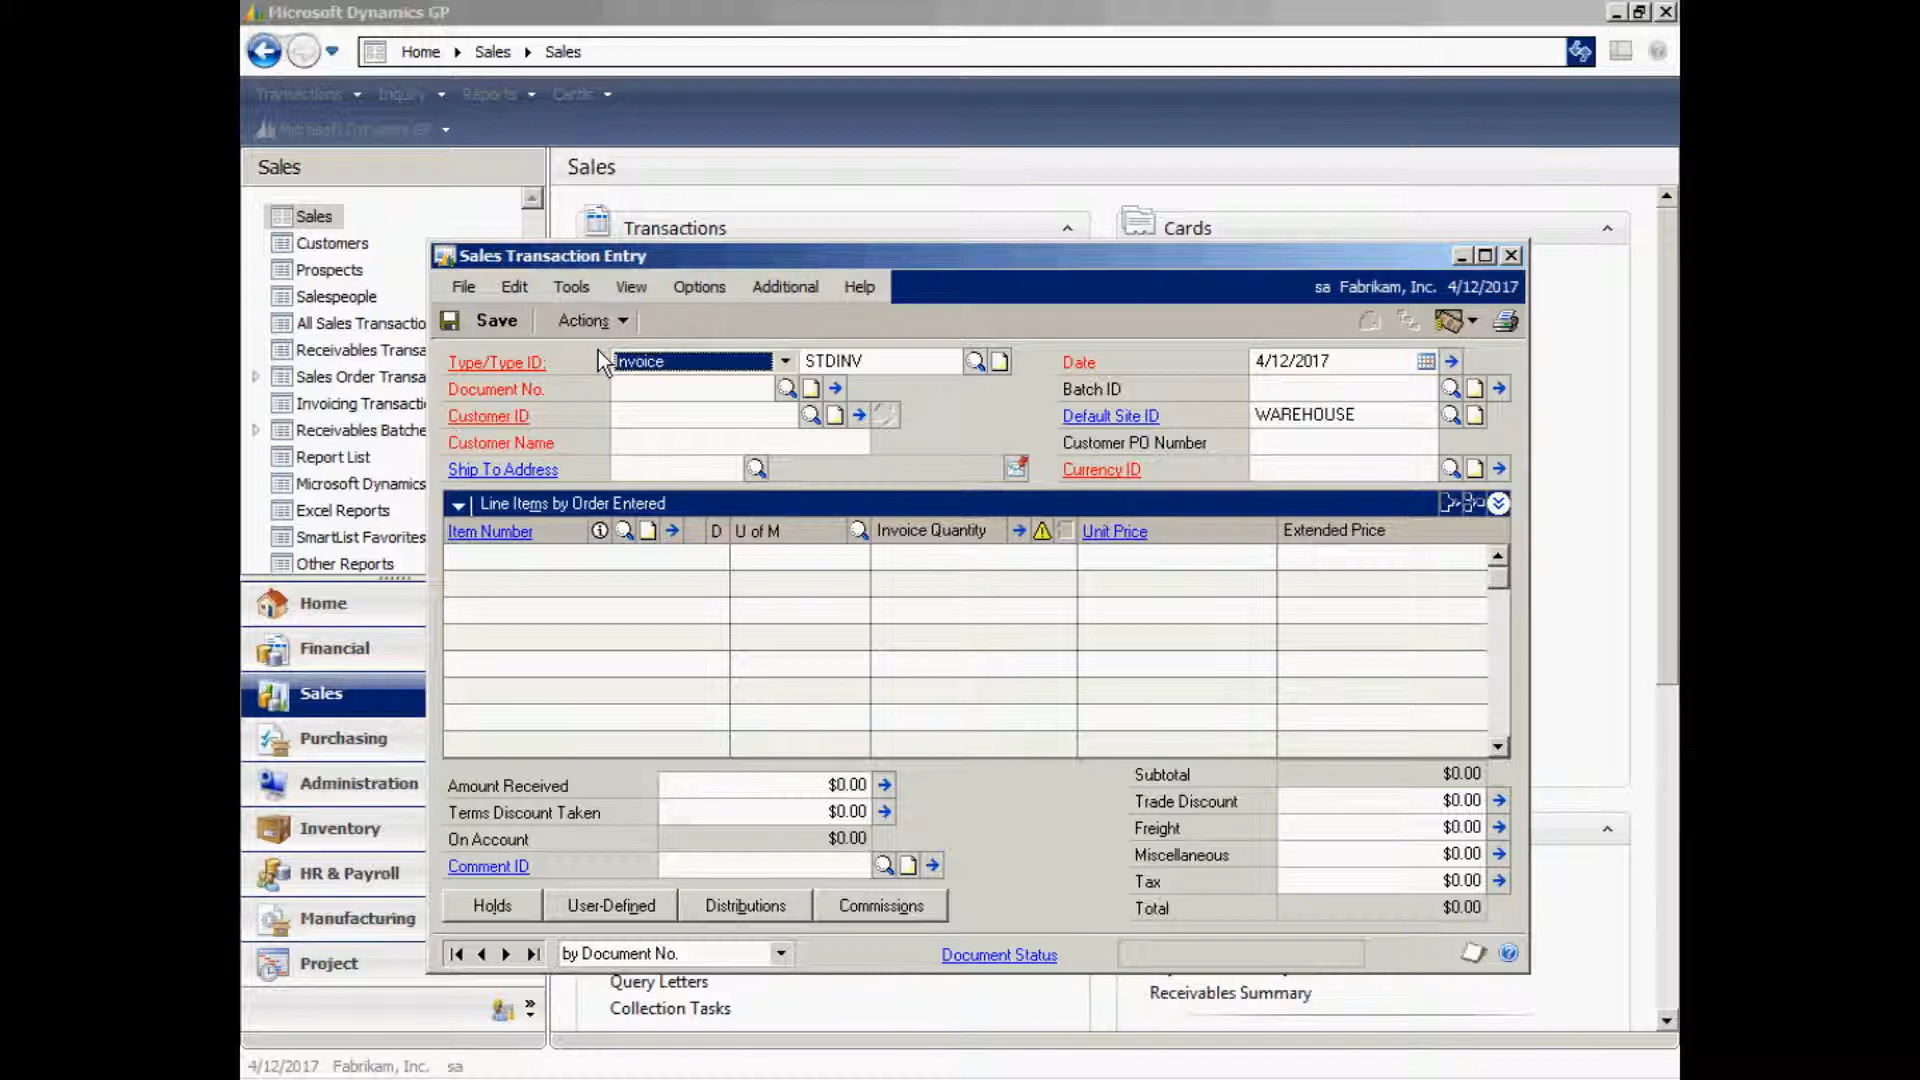 Microsoft Dynamics GP
Home Sales Sales
Transactions Inquiry Reports Cards
Microsoft Dynamics GP
Sales
Sales
Sales
Customers
Prospects
Salespeople
All Sales Transactio
Receivables Transa
Sales Order Transa
Invoicing Transacti
Receivables Batche
Report List
Microsoft Dynamics
Excel Reports
SmartList Favorites
Other Reports
Home
Financial
Sales
Purchasing
Administration
Inventory
HR & Payroll
Manufacturing
Project
Transactions
Cards
Sales Transaction Entry
File Edit Tools View Options Additional Help
sa Fabrikam, Inc. 4/12/2017
Save Actions
Type/Type ID: Invoice STDINV
Date 4/12/2017
Document No.
Batch ID
Customer ID
Default Site ID WAREHOUSE
Customer Name
Customer PO Number
Ship To Address
Currency ID
Line Items by Order Entered
Item Number D U of M Invoice Quantity Unit Price Extended Price
Amount Received $0.00
Terms Discount Taken $0.00
On Account $0.00
Comment ID
Subtotal $0.00
Trade Discount $0.00
Freight $0.00
Miscellaneous $0.00
Tax $0.00
Total $0.00
Holds User-Defined Distributions Commissions
by Document No. Document Status
Query Letters
Collection Tasks
Receivables Summary
4/12/2017 Fabrikam, Inc. sa